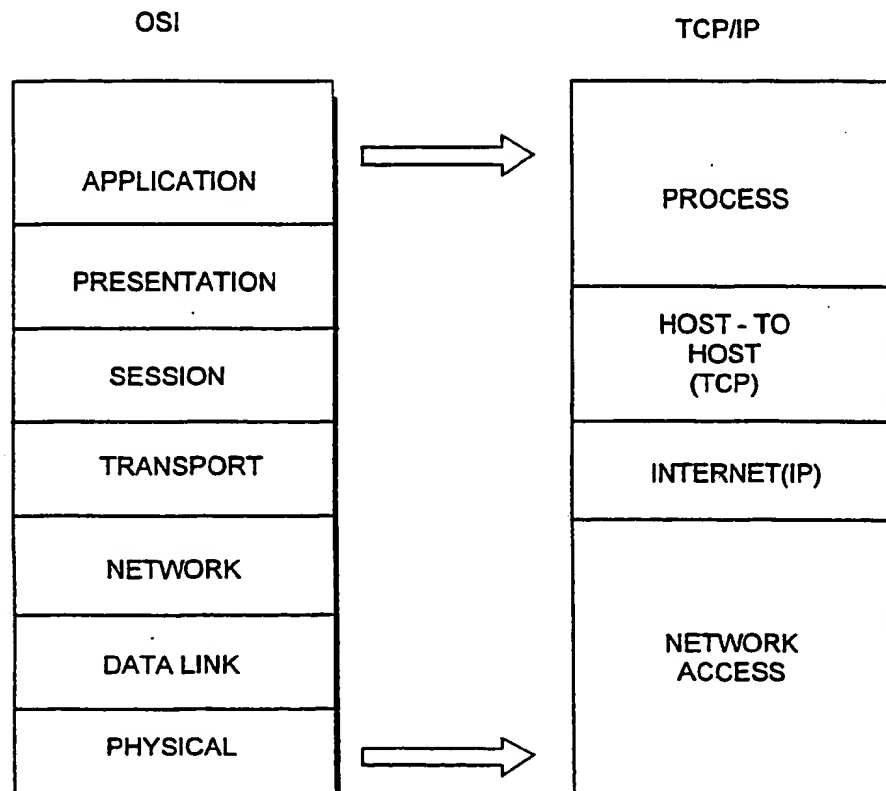 OSI
APPLICATION
PRESENTATION
SESSION
TRANSPORT
NETWORK
DATA LINK
PHYSICAL
TCP/IP
PROCESS
HOST - TO
HOST
(TCP)
INTERNET(IP)
NETWORK
ACCESS